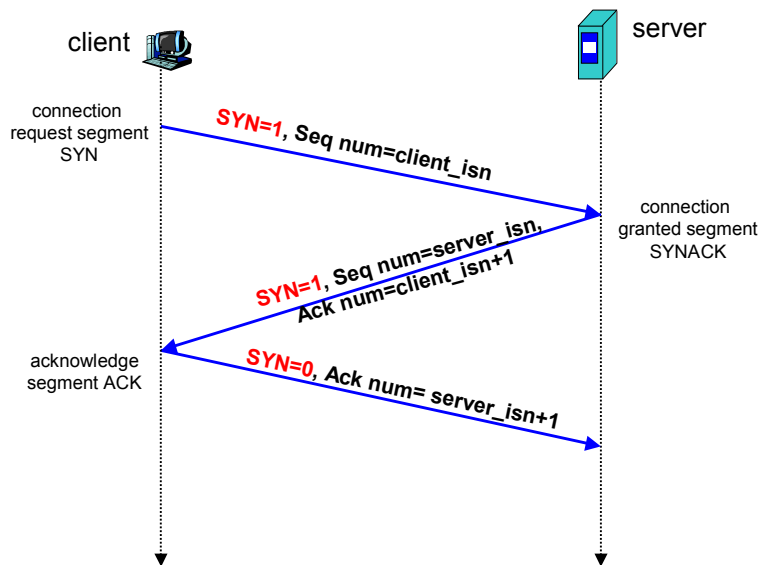 client
server
connection
request segment
SYN
SYN=1, Seq num=client_isn
connection
granted segment
SYNACK
SYN=1, Seq num=server_isn,
Ack num=client_isn+1
acknowledge
segment ACK
SYN=0, Ack num= server_isn+1